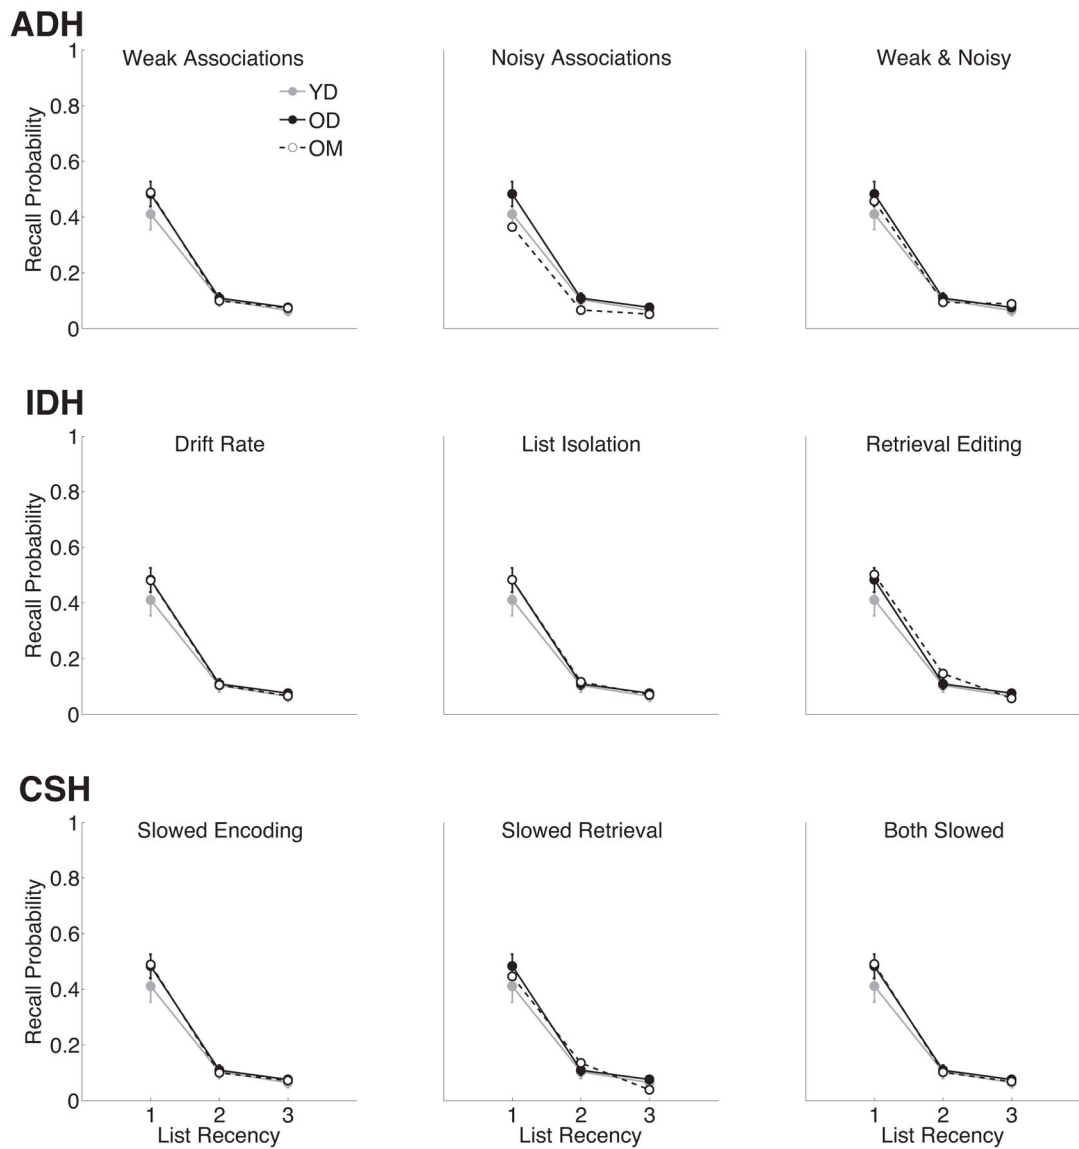 ADH
Weak Associations
Noisy Associations
Weak & Noisy
YD
OD
OM
Recall Probability
1
0.8
0.6
0.4
0.2
0
IDH
Drift Rate
List Isolation
Retrieval Editing
Recall Probability
1
0.8
0.6
0.4
0.2
0
CSH
Slowed Encoding
Slowed Retrieval
Both Slowed
Recall Probability
1
0.8
0.6
0.4
0.2
0
1 2 3
List Recency
1 2 3
List Recency
1 2 3
List Recency